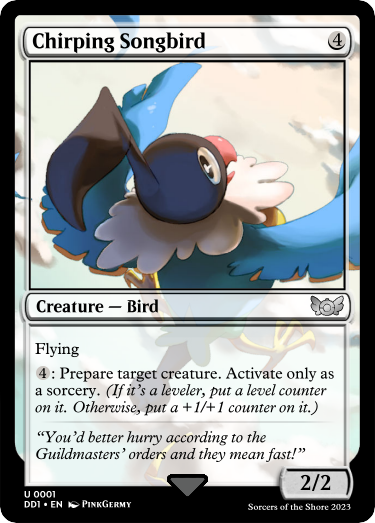 Chirping Songbird 4
Creature — Bird
Flying
4 : Prepare target creature. Activate only as
a sorcery. (If it's a leveler, put a level counter
on it. Otherwise, put a +1/+1 counter on it.)
“You’d better hurry according to the
Guildmasters’ orders and they mean fast!”
2/2
U 0001
DD1 • EN PinkGermy
Sorcers of the Shore 2023